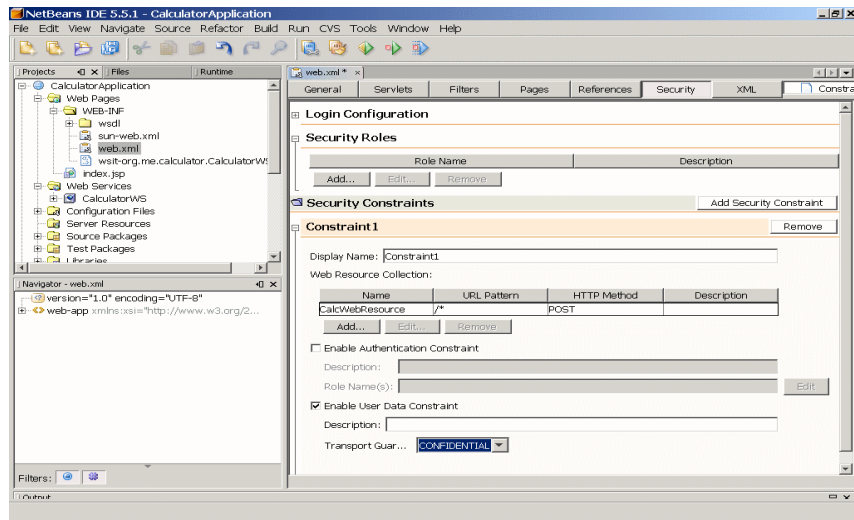 NetBeans IDE 5.5.1 - CalculatorApplication
File Edit View Navigate Source Refactor Build Run CVS Tools Window Help
Projects
Files
Runtime
CalculatorApplication
Web Pages
WEB-INF
wsdl
sun-web.xml
web.xml
wsit-org.me.calculator.CalculatorWS
index.jsp
Web Services
CalculatorWS
Configuration Files
Server Resources
Source Packages
Test Packages
Libraries
Navigator - web.xml
version="1.0" encoding="UTF-8"
web-app xmlns:xsi="http://www.w3.org/2...
Filters:
web.xml *
General Servlets Filters Pages References Security XML Constra
Login Configuration
Security Roles
Role Name Description
Add... Edit... Remove
Security Constraints Add Security Constraint
Constraint1 Remove
Display Name: Constraint1
Web Resource Collection:
Name URL Pattern HTTP Method Description
CalcWebResource /* POST
Add... Edit... Remove
Enable Authentication Constraint
Description:
Role Name(s): Edit
Enable User Data Constraint
Description:
Transport Guar... CONFIDENTIAL
Output